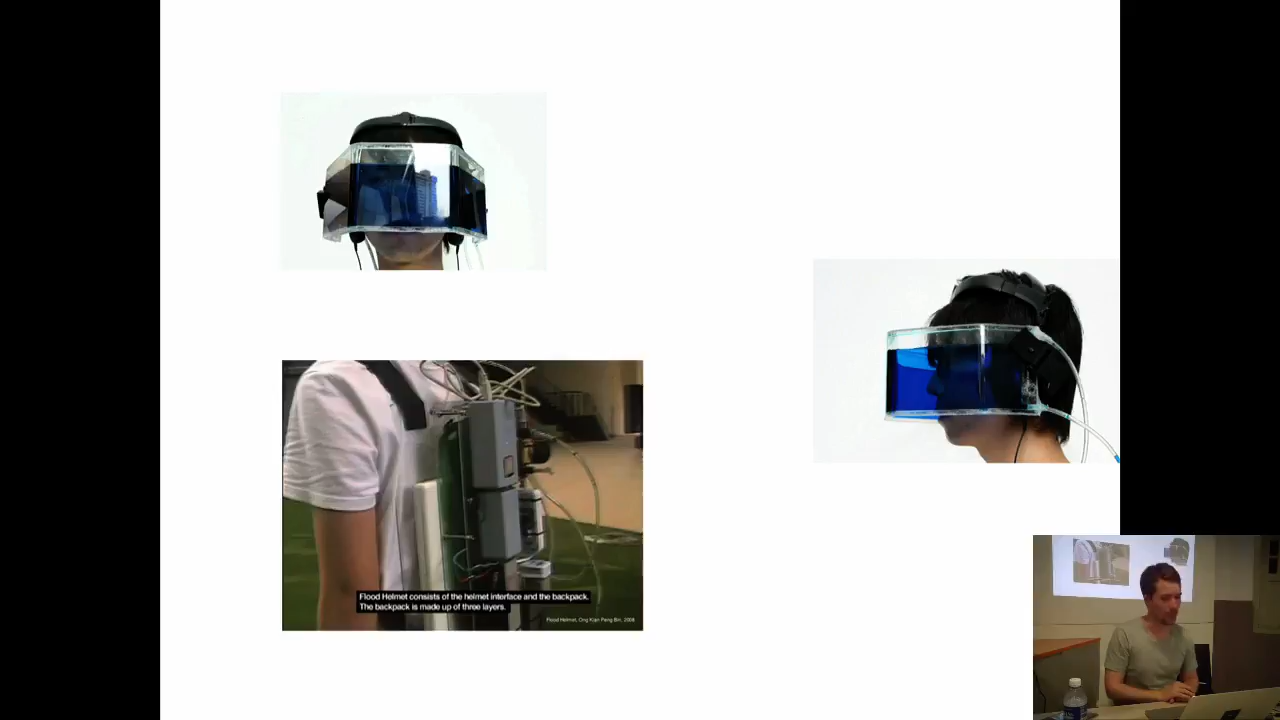 Flood Helmet consists of the helmet interface and the backpack.
The backpack is made up of three layers.
Flood Helmet, Ong Kian Peng Bin, 2008